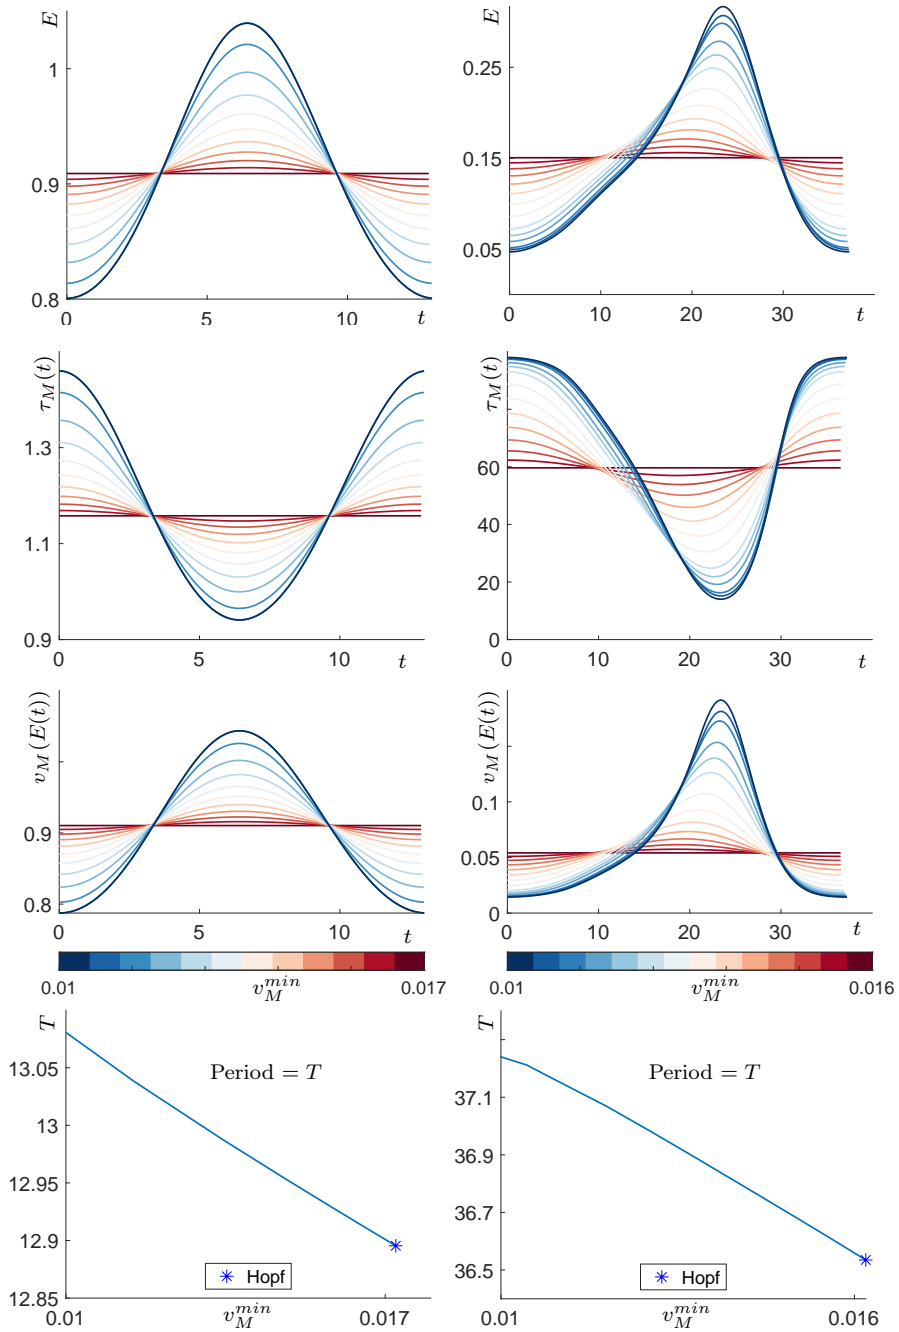 E
1
0.9
0.8
0
5
10
t
E
0.25
0.15
0.05
0
10
20
30
t
τ_M(t)
1.3
1.1
0.9
0
5
10
t
τ_M(t)
60
40
20
0
0
10
20
30
t
v_M(E(t))
0.9
0.8
0
5
10
t
v_M(E(t))
0.1
0.05
0
0
10
20
30
t
0.01
v_M^{min}
0.017
0.01
v_M^{min}
0.016
T
13.05
13
12.95
12.9
12.85
Period = T
Hopf
0.01
v_M^{min}
0.017
T
37.1
36.9
36.7
36.5
Period = T
Hopf
0.01
v_M^{min}
0.016